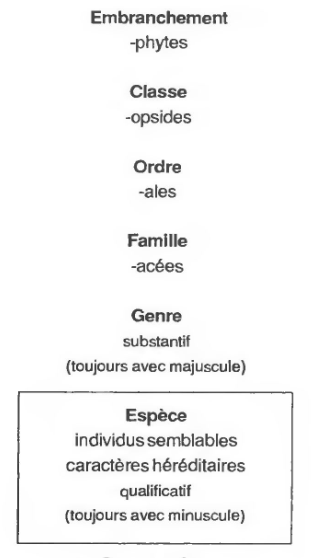 Embranchement
-phytes
Classe
-opsides
Ordre
-ales
Famille
-acées
Genre
substantif
(toujours avec majuscule)
Espèce
individus semblables
caractères héréditaires
qualificatif
(toujours avec minuscule)